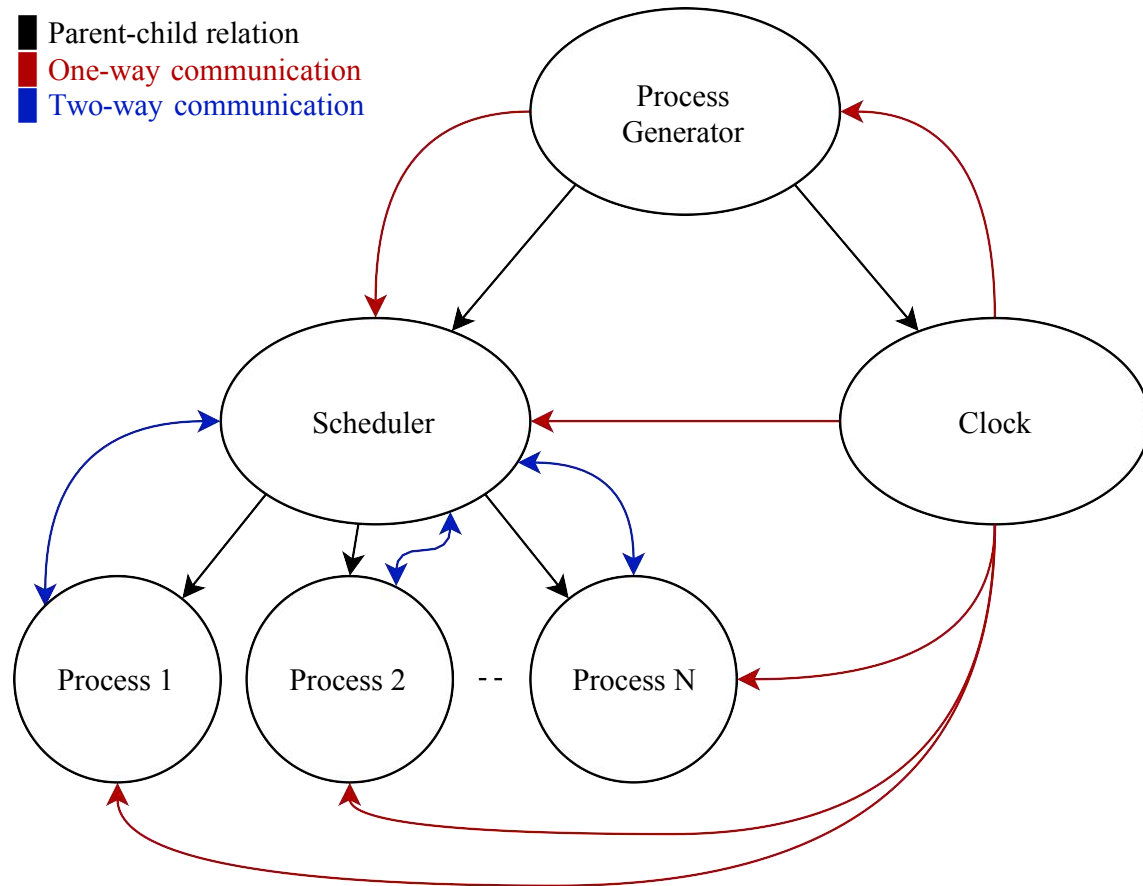 Parent-child relation
One-way communication
Two-way communication
Process
Generator
Scheduler
Clock
Process 1
Process 2
--
Process N